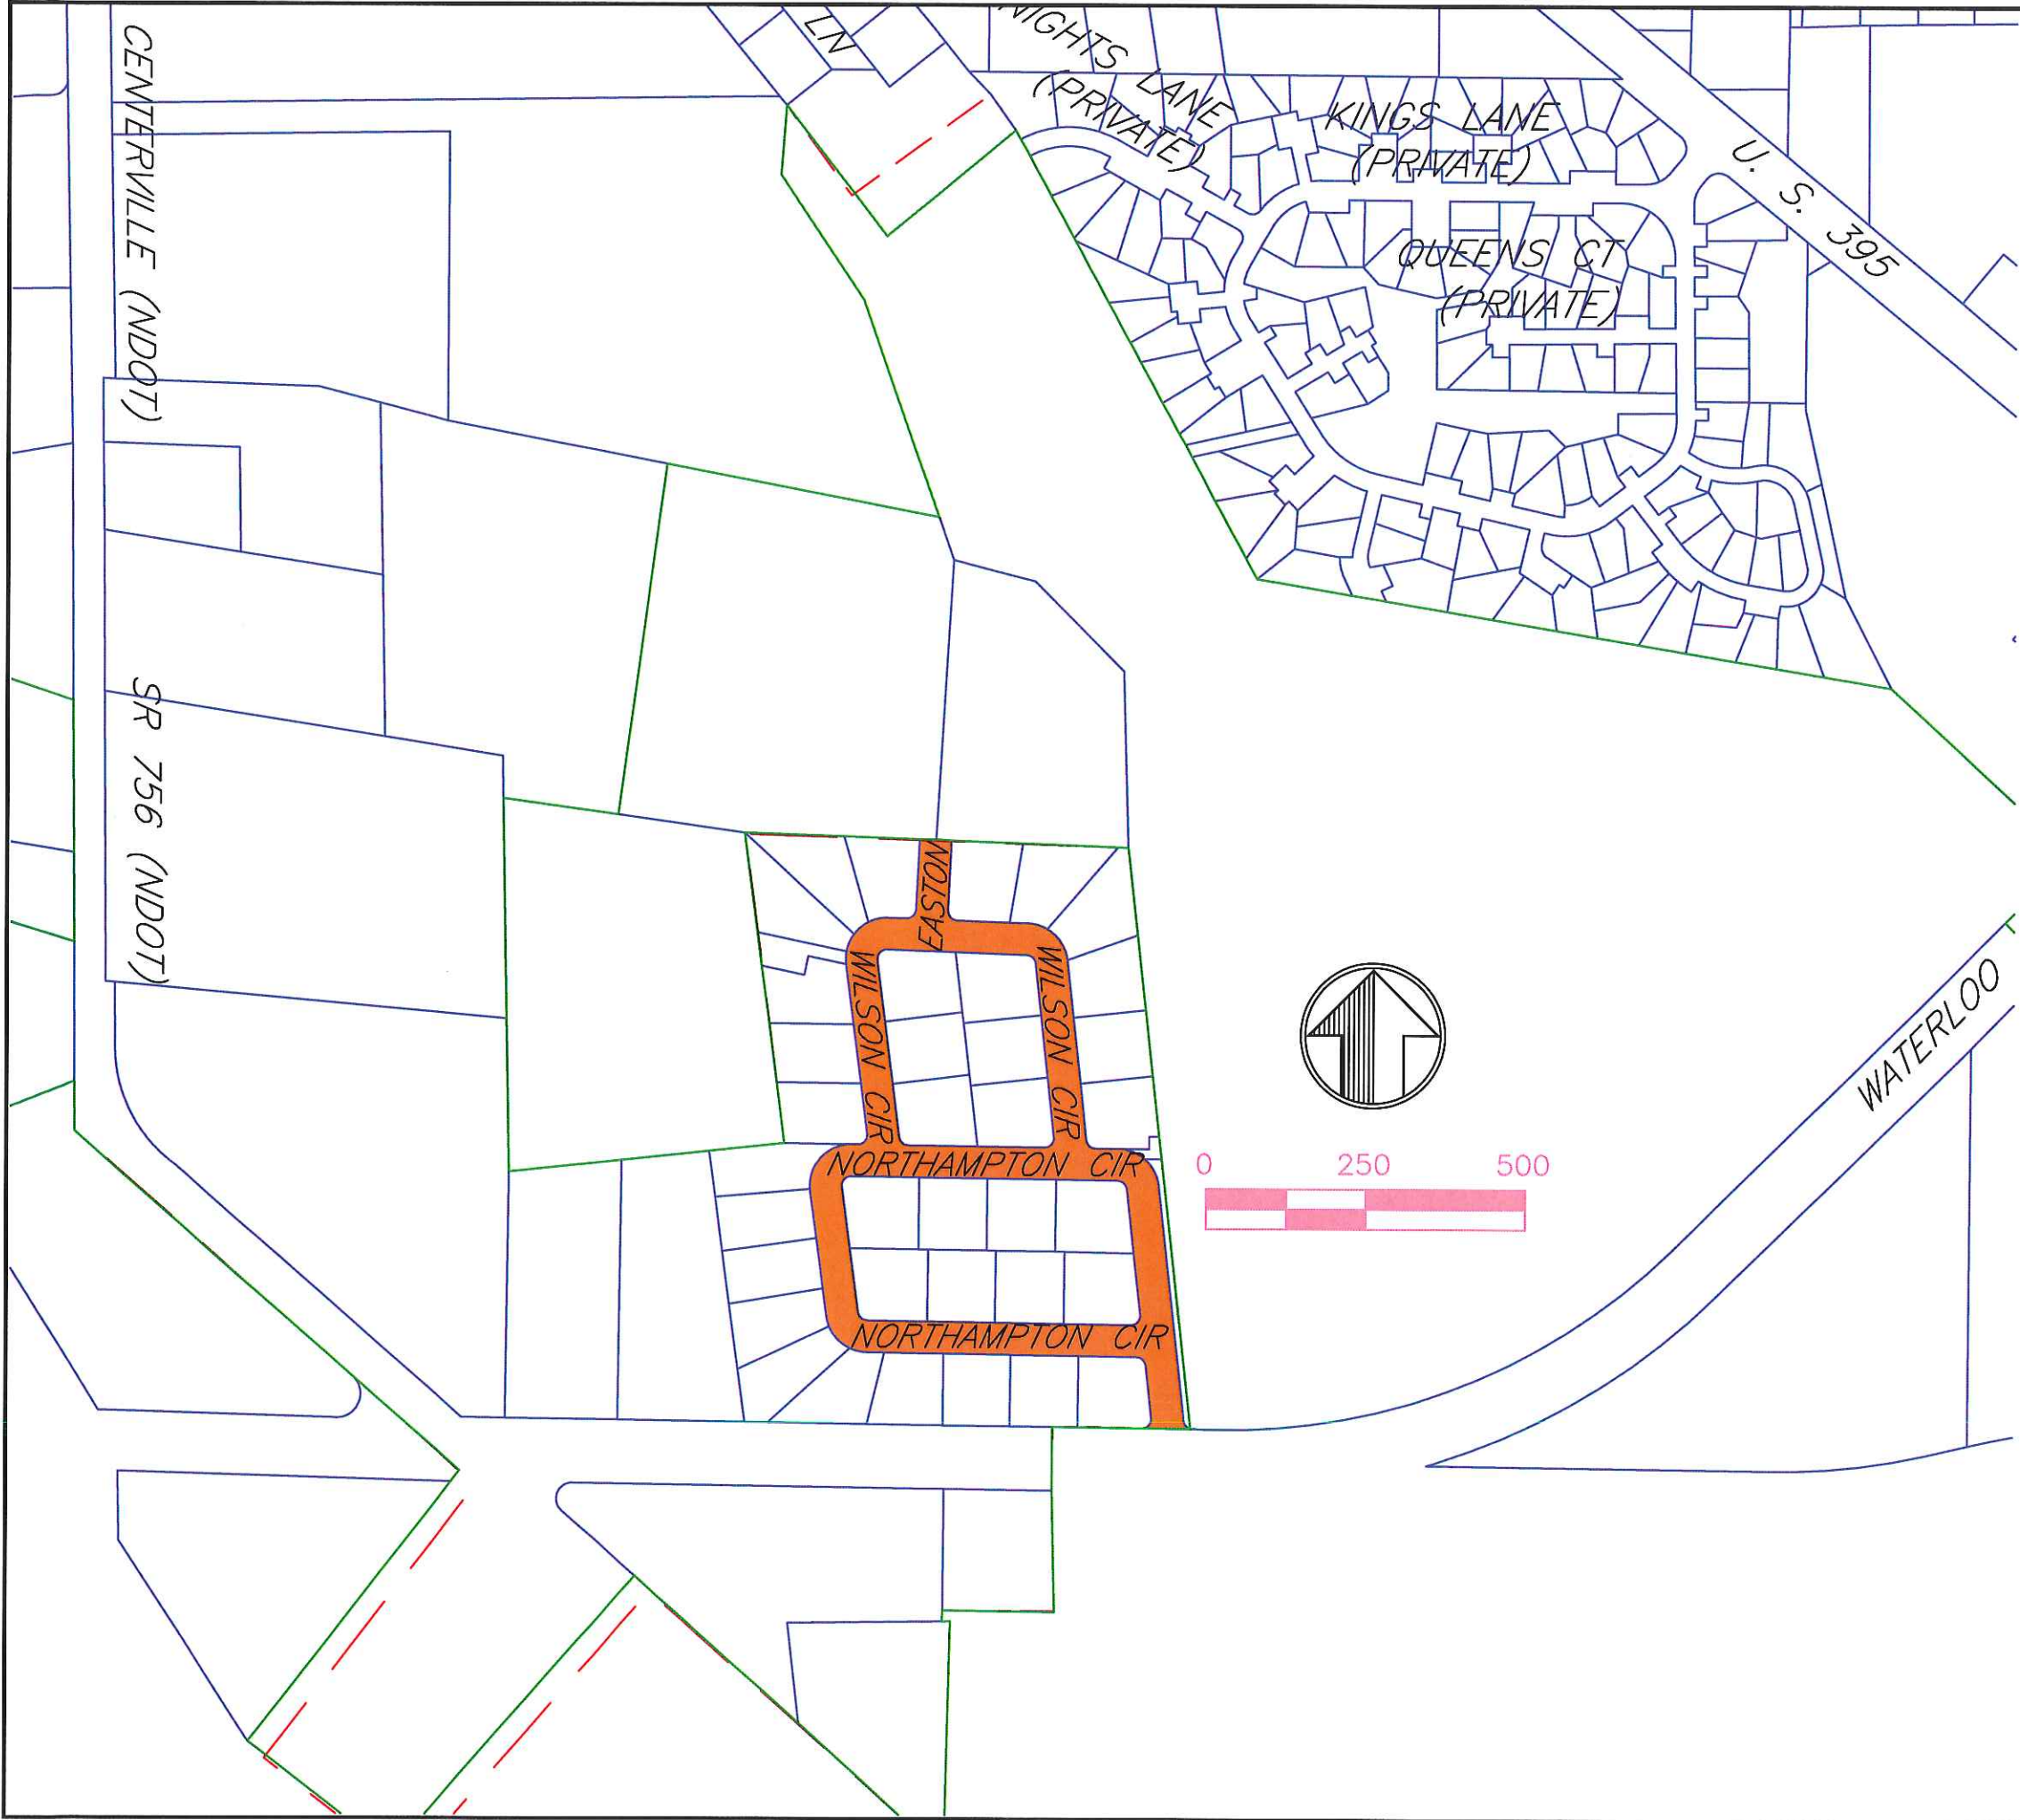 CENTERVILLE (NDOT)
SR 756 (NDOT)
LN
NIGHTS LANE
(PRIVATE)
KINGS LANE
(PRIVATE)
QUEENS CT
(PRIVATE)
U. S. 395
WATERLOO
EASTON
WILSON CIR
WILSON CIR
NORTHAMPTON CIR
NORTHAMPTON CIR
0 250 500